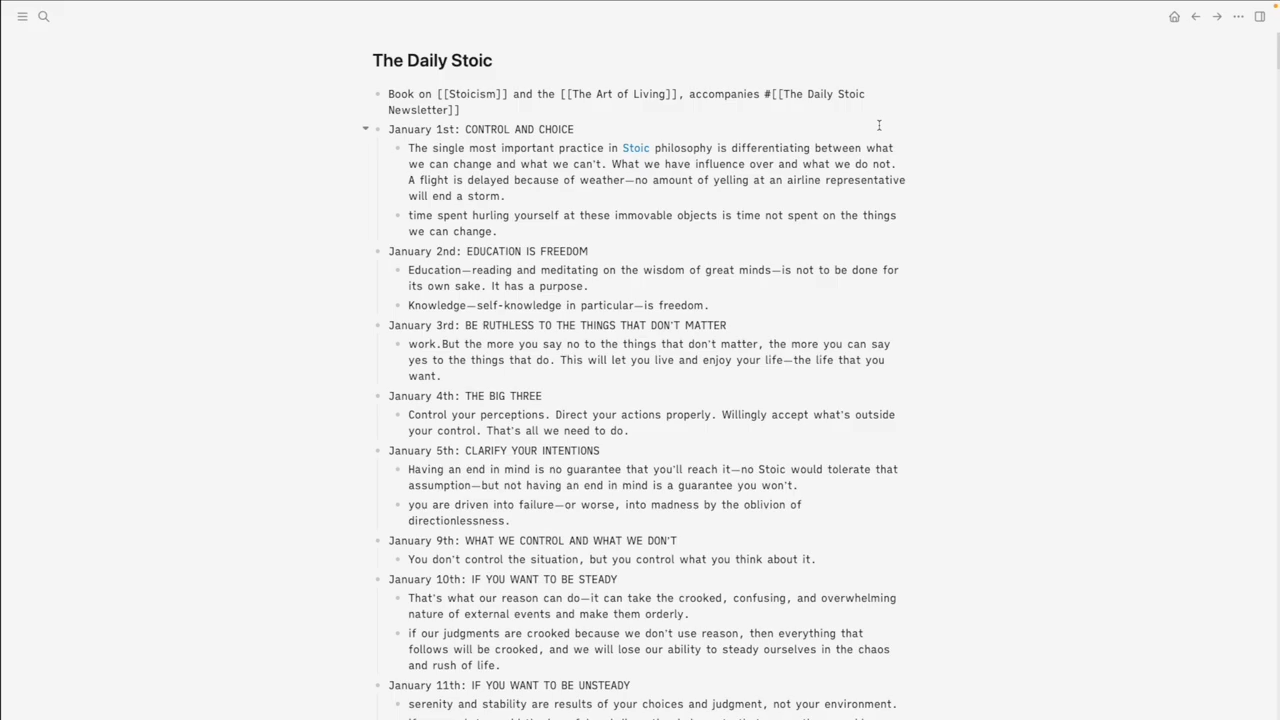 The Daily Stoic
Book on [[Stoicism]] and the [[The Art of Living]], accompanies #[[The Daily Stoic
Newsletter]]
January 1st: CONTROL AND CHOICE
The single most important practice in Stoic philosophy is differentiating between what
we can change and what we can't. What we have influence over and what we do not.
A flight is delayed because of weather—no amount of yelling at an airline representative
will end a storm.
time spent hurling yourself at these immovable objects is time not spent on the things
we can change.
January 2nd: EDUCATION IS FREEDOM
Education—reading and meditating on the wisdom of great minds—is not to be done for
its own sake. It has a purpose.
Knowledge—self-knowledge in particular—is freedom.
January 3rd: BE RUTHLESS TO THE THINGS THAT DON'T MATTER
work.But the more you say no to the things that don't matter, the more you can say
yes to the things that do. This will let you live and enjoy your life—the life that you
want.
January 4th: THE BIG THREE
Control your perceptions. Direct your actions properly. Willingly accept what's outside
your control. That's all we need to do.
January 5th: CLARIFY YOUR INTENTIONS
Having an end in mind is no guarantee that you'll reach it—no Stoic would tolerate that
assumption—but not having an end in mind is a guarantee you won't.
you are driven into failure—or worse, into madness by the oblivion of
directionlessness.
January 9th: WHAT WE CONTROL AND WHAT WE DON'T
You don't control the situation, but you control what you think about it.
January 10th: IF YOU WANT TO BE STEADY
That's what our reason can do—it can take the crooked, confusing, and overwhelming
nature of external events and make them orderly.
if our judgments are crooked because we don't use reason, then everything that
follows will be crooked, and we will lose our ability to steady ourselves in the chaos
and rush of life.
January 11th: IF YOU WANT TO BE UNSTEADY
serenity and stability are results of your choices and judgment, not your environment.